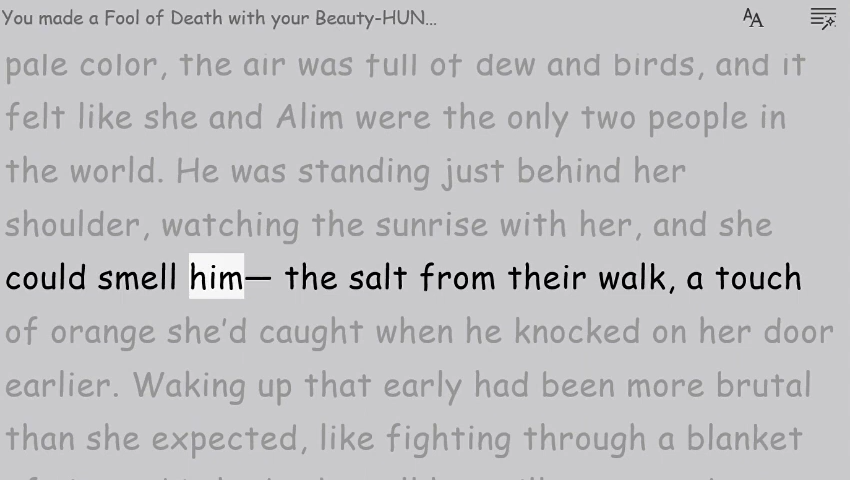 You made a Fool of Death with your Beauty-HUN...
pale color, the air was full of dew and birds, and it
felt like she and Alim were the only two people in
the world. He was standing just behind her
shoulder, watching the sunrise with her, and she
could smell him— the salt from their walk, a touch
of orange she’d caught when he knocked on her door
earlier. Waking up that early had been more brutal
than she expected, like fighting through a blanket